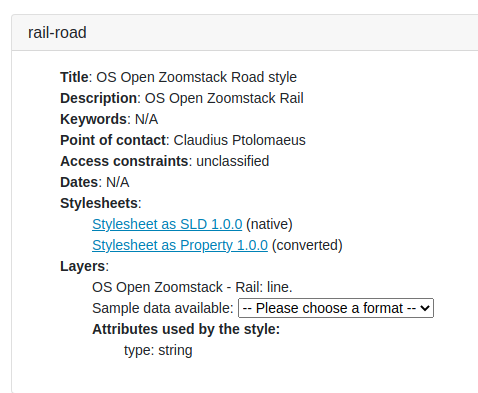 rail-road
Title: OS Open Zoomstack Road style
Description: OS Open Zoomstack Rail
Keywords: N/A
Point of contact: Claudius Ptolomaeus
Access constraints: unclassified
Dates: N/A
Stylesheets:
Stylesheet as SLD 1.0.0 (native)
Stylesheet as Property 1.0.0 (converted)
Layers:
OS Open Zoomstack - Rail: line.
Sample data available: -- Please choose a format --
Attributes used by the style:
type: string